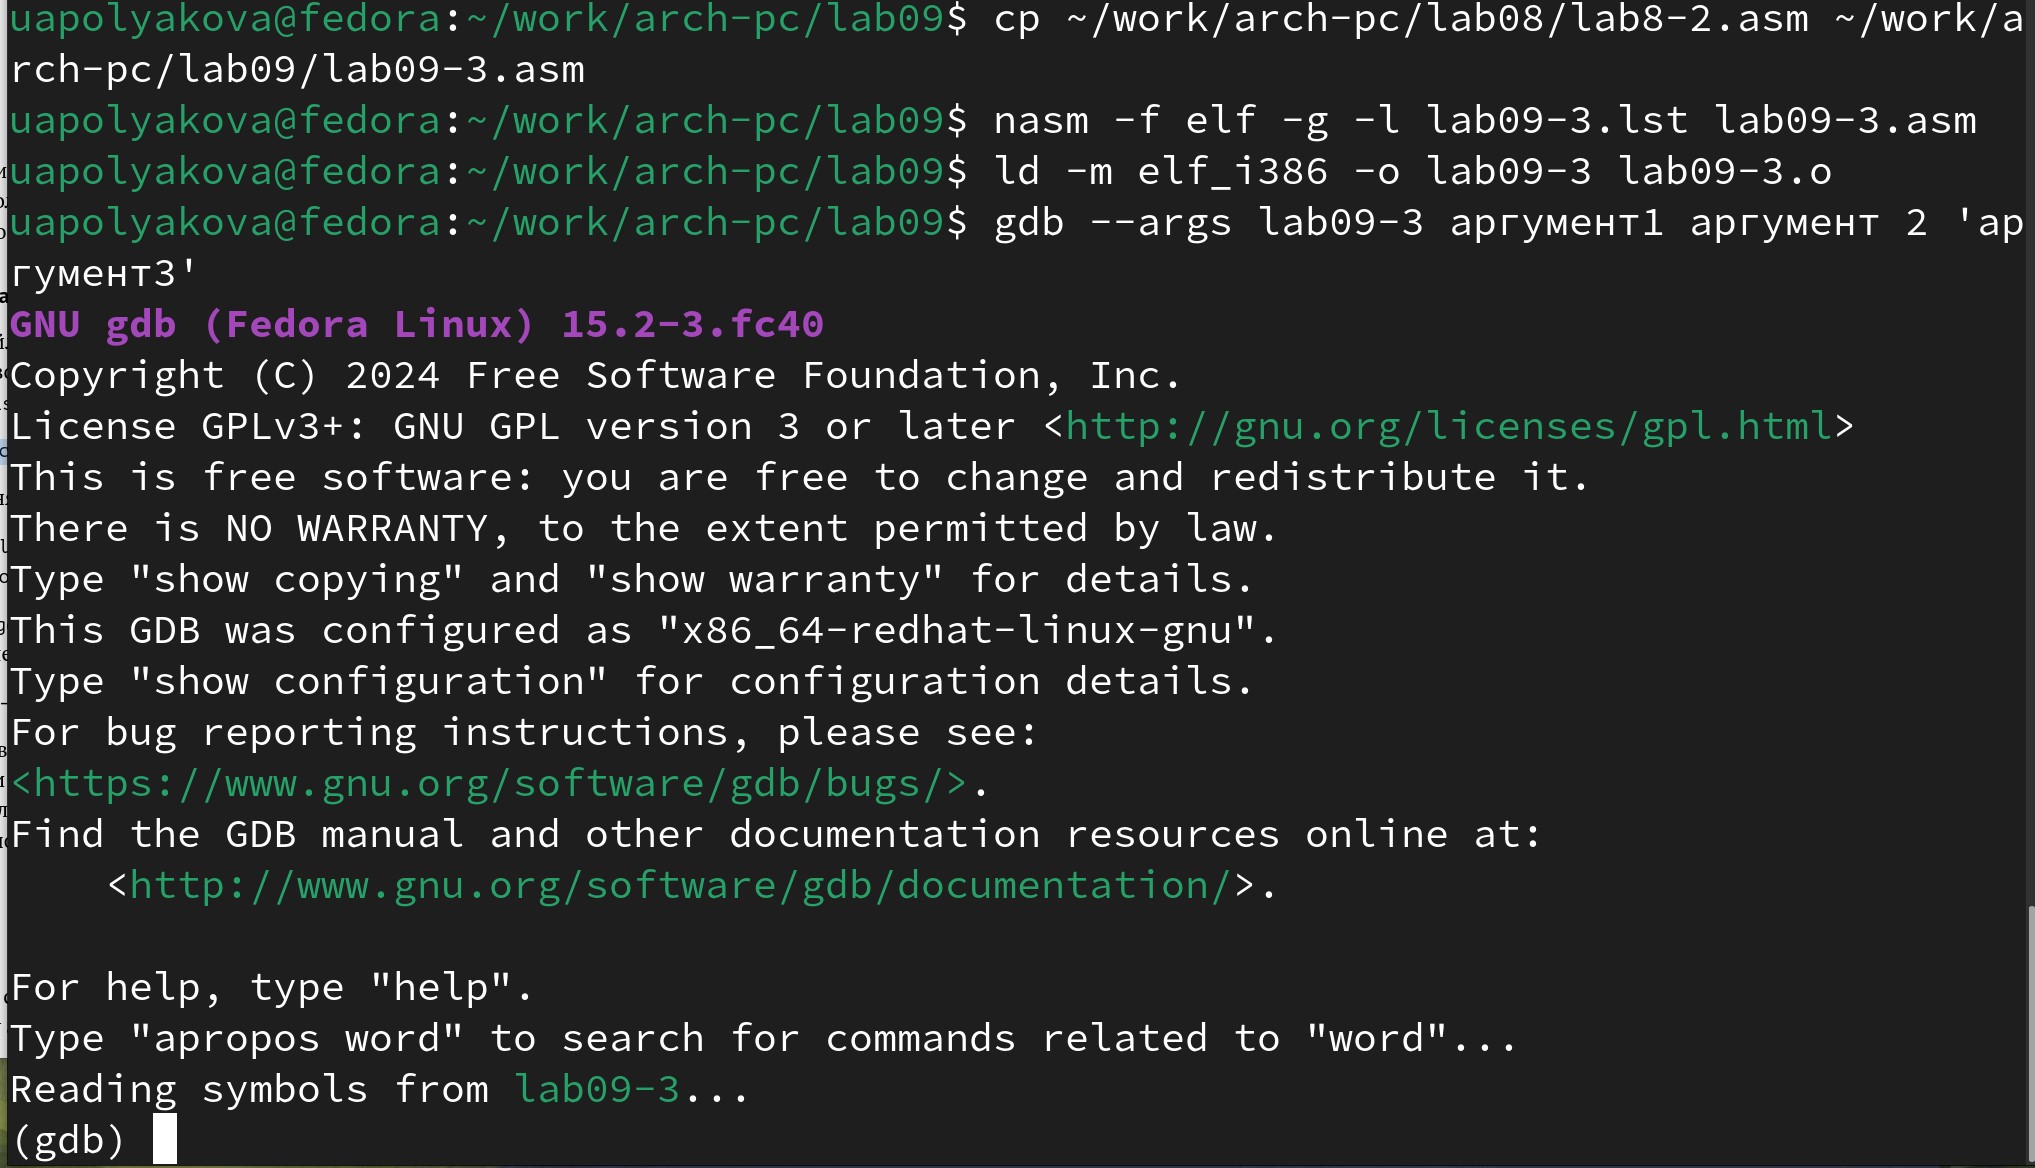 uapolyakova@fedora:~/work/arch-pc/lab09$ cp ~/work/arch-pc/lab08/lab8-2.asm ~/work/a
rch-pc/lab09/lab09-3.asm
uapolyakova@fedora:~/work/arch-pc/lab09$ nasm -f elf -g -l lab09-3.lst lab09-3.asm
uapolyakova@fedora:~/work/arch-pc/lab09$ ld -m elf_i386 -o lab09-3 lab09-3.o
uapolyakova@fedora:~/work/arch-pc/lab09$ gdb --args lab09-3 аргумент1 аргумент 2 'ар
гумент3'
GNU gdb (Fedora Linux) 15.2-3.fc40
Copyright (C) 2024 Free Software Foundation, Inc.
License GPLv3+: GNU GPL version 3 or later <http://gnu.org/licenses/gpl.html>
This is free software: you are free to change and redistribute it.
There is NO WARRANTY, to the extent permitted by law.
Type "show copying" and "show warranty" for details.
This GDB was configured as "x86_64-redhat-linux-gnu".
Type "show configuration" for configuration details.
For bug reporting instructions, please see:
<https://www.gnu.org/software/gdb/bugs/>.
Find the GDB manual and other documentation resources online at:
    <http://www.gnu.org/software/gdb/documentation/>.

For help, type "help".
Type "apropos word" to search for commands related to "word"...
Reading symbols from lab09-3...
(gdb)